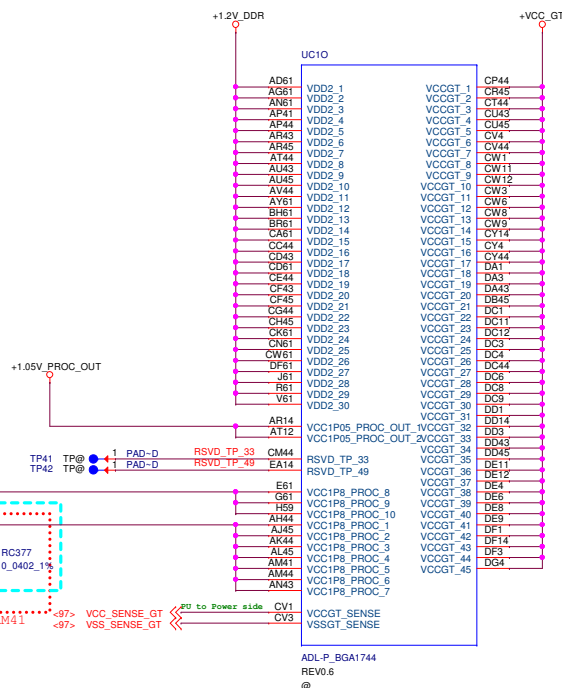 +1.2V_DDR
+VCC_GT
UC1O
AD61 VDD2_1 VCCGT_1 CP44
AG61 VDD2_2 VCCGT_2 CR45
AN61 VDD2_3 VCCGT_3 CT44
AP41 VDD2_4 VCCGT_4 CU43
AP44 VDD2_5 VCCGT_5 CU45
AR43 VDD2_6 VCCGT_6 CV4
AR45 VDD2_7 VCCGT_7 CV44
AT44 VDD2_8 VCCGT_8 CW1
AU43 VDD2_9 VCCGT_9 CW11
AU45 VDD2_10 VCCGT_10 CW12
AV44 VDD2_11 VCCGT_11 CW3
AY61 VDD2_12 VCCGT_12 CW6
BH61 VDD2_13 VCCGT_13 CW8
BR61 VDD2_14 VCCGT_14 CW9
CA61 VDD2_15 VCCGT_15 CY14
CC44 VDD2_16 VCCGT_16 CY4
CD43 VDD2_17 VCCGT_17 CY44
CD61 VDD2_18 VCCGT_18 DA1
CE44 VDD2_19 VCCGT_19 DA3
CF43 VDD2_20 VCCGT_20 DA43
CF45 VDD2_21 VCCGT_21 DB45
CG44 VDD2_22 VCCGT_22 DC1
CH45 VDD2_23 VCCGT_23 DC11
CK61 VDD2_24 VCCGT_24 DC12
CN61 VDD2_25 VCCGT_25 DC3
CW61 VDD2_26 VCCGT_26 DC4
DF61 VDD2_27 VCCGT_27 DC44
J61 VDD2_28 VCCGT_28 DC6
R61 VDD2_29 VCCGT_29 DC8
V61 VDD2_30 VCCGT_30 DC9
VCCGT_31 DD1
+1.05V_PROC_OUT
AR14 VCC1P05_PROC_OUT_1 VCCGT_32 DD14
AT12 VCC1P05_PROC_OUT_2 VCCGT_33 DD3
VCCGT_34 DD43
TP41 TP@ 1 PAD~D RSVD_TP_33 CM44 RSVD_TP_33 VCCGT_35 DD45
TP42 TP@ 1 PAD~D RSVD_TP_49 EA14 RSVD_TP_49 VCCGT_36 DE11
VCCGT_37 DE12
E61 VCC1P8_PROC_8 VCCGT_38 DE4
G61 VCC1P8_PROC_9 VCCGT_39 DE6
H59 VCC1P8_PROC_10 VCCGT_40 DE8
AH44 VCC1P8_PROC_1 VCCGT_41 DE9
AJ45 VCC1P8_PROC_2 VCCGT_42 DF1
AK44 VCC1P8_PROC_3 VCCGT_43 DF14
AL45 VCC1P8_PROC_4 VCCGT_44 DF3
AM41 VCC1P8_PROC_5 VCCGT_45 DG4
AM44 VCC1P8_PROC_6
AN43 VCC1P8_PROC_7
RC377
0_0402_1%
M41
PU to Power side
<97> VCC_SENSE_GT CV1 VCCGT_SENSE
<97> VSS_SENSE_GT CV3 VSSGT_SENSE
ADL-P_BGA1744
REV0.6
@